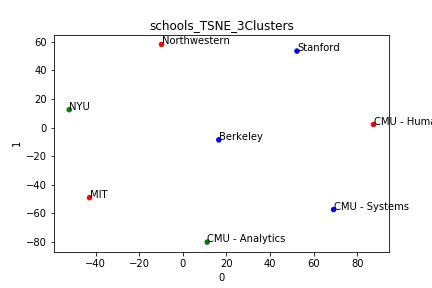 schools_TSNE_3Clusters
60
40
20
0
−20
−40
−60
−80
1
Northwestern
Stanford
NYU
CMU - Huma
Berkeley
MIT
CMU - Systems
CMU - Analytics
−40
−20
0
20
40
60
80
0